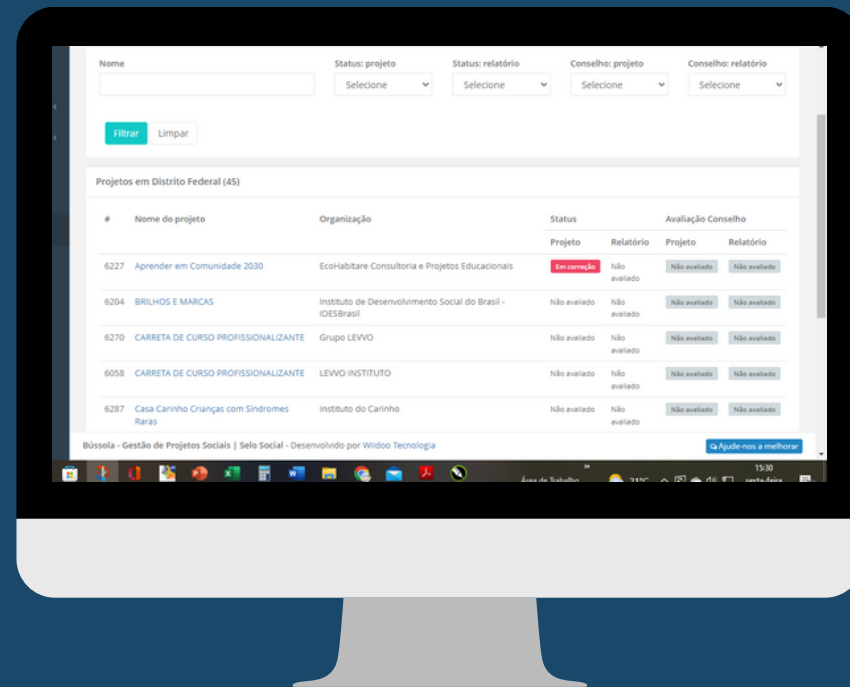 Nome Status: projeto Status: relatório Conselho: projeto Conselho: relatório
Selecione Selecione Selecione Selecione
Filtrar Limpar
Projetos em Distrito Federal (45)
# Nome do projeto Organização Status Avaliação Conselho
Projeto Relatório Projeto Relatório
6227 Aprender em Comunidade 2030 EcoHabitare Consultoria e Projetos Educacionais Em correção Não avaliado Não avaliado Não avaliado
6204 BRILHOS E MARCAS Instituto de Desenvolvimento Social do Brasil - IDESBrasil Não avaliado Não avaliado Não avaliado Não avaliado
6270 CARRETA DE CURSO PROFISSIONALIZANTE Grupo LEVVO Não avaliado Não avaliado Não avaliado Não avaliado
6058 CARRETA DE CURSO PROFISSIONALIZANTE LEVVO INSTITUTO Não avaliado Não avaliado Não avaliado Não avaliado
6287 Casa Carinho Crianças com Síndromes Raras Instituto do Carinho Não avaliado Não avaliado Não avaliado Não avaliado
Bússola - Gestão de Projetos Sociais | Selo Social - Desenvolvido por Wiidoo Tecnologia Ajude-nos a melhorar
Área de Trabalho » 21°C 15:30
sexta-feira